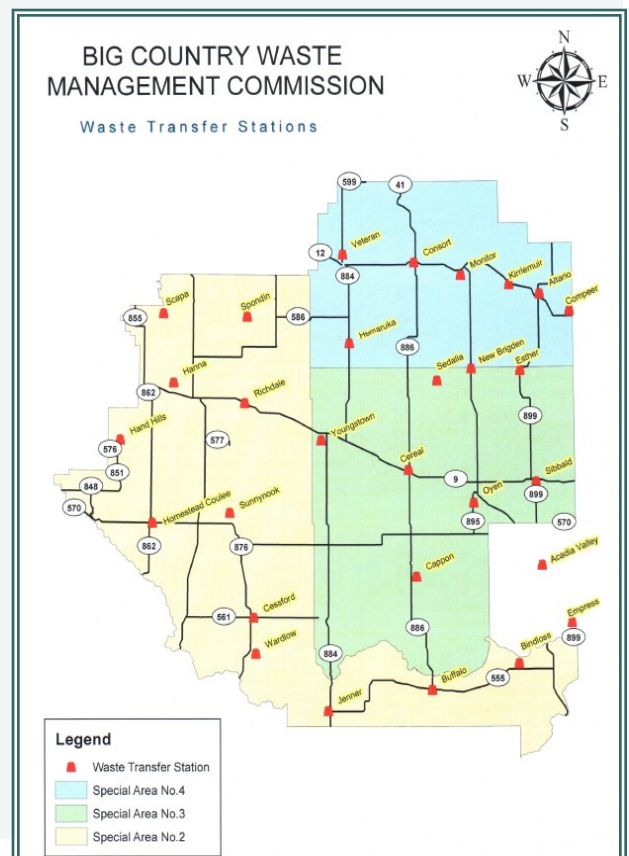 BIG COUNTRY WASTE
MANAGEMENT COMMISSION
Waste Transfer Stations
N
W
E
S
599
41
Veteran
12
Consort
Monitor
884
Kirriemuir
Altario
Compeer
Scapa
Spondin
855
586
Hemaruka
886
Sedalia
New Brigden
Esther
Hanna
862
Richdale
899
Hand Hills
576
577
Youngstown
851
Cereal
9
Sibbald
848
899
570
Sunnynook
Oyen
Homestead Coulee
895
570
862
876
Acadia Valley
Cappon
561
Cessford
886
Empress
899
Wardlow
884
Bindloss
Buffalo
555
Jenner
Legend
Waste Transfer Station
Special Area No.4
Special Area No.3
Special Area No.2